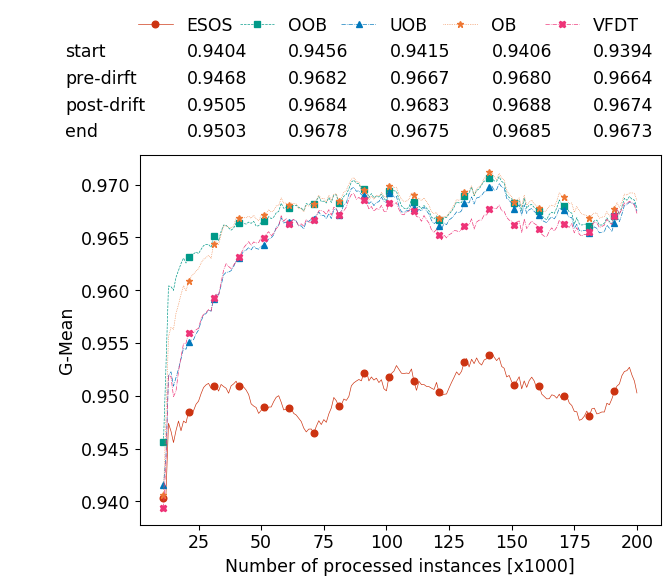 ESOS OOB UOB OB VFDT
start 0.9404 0.9456 0.9415 0.9406 0.9394
pre-dirft 0.9468 0.9682 0.9667 0.9680 0.9664
post-drift 0.9505 0.9684 0.9683 0.9688 0.9674
end 0.9503 0.9678 0.9675 0.9685 0.9673
0.970
0.965
0.960
0.955
0.950
0.945
0.940
G-Mean
25 50 75 100 125 150 175 200
Number of processed instances [x1000]